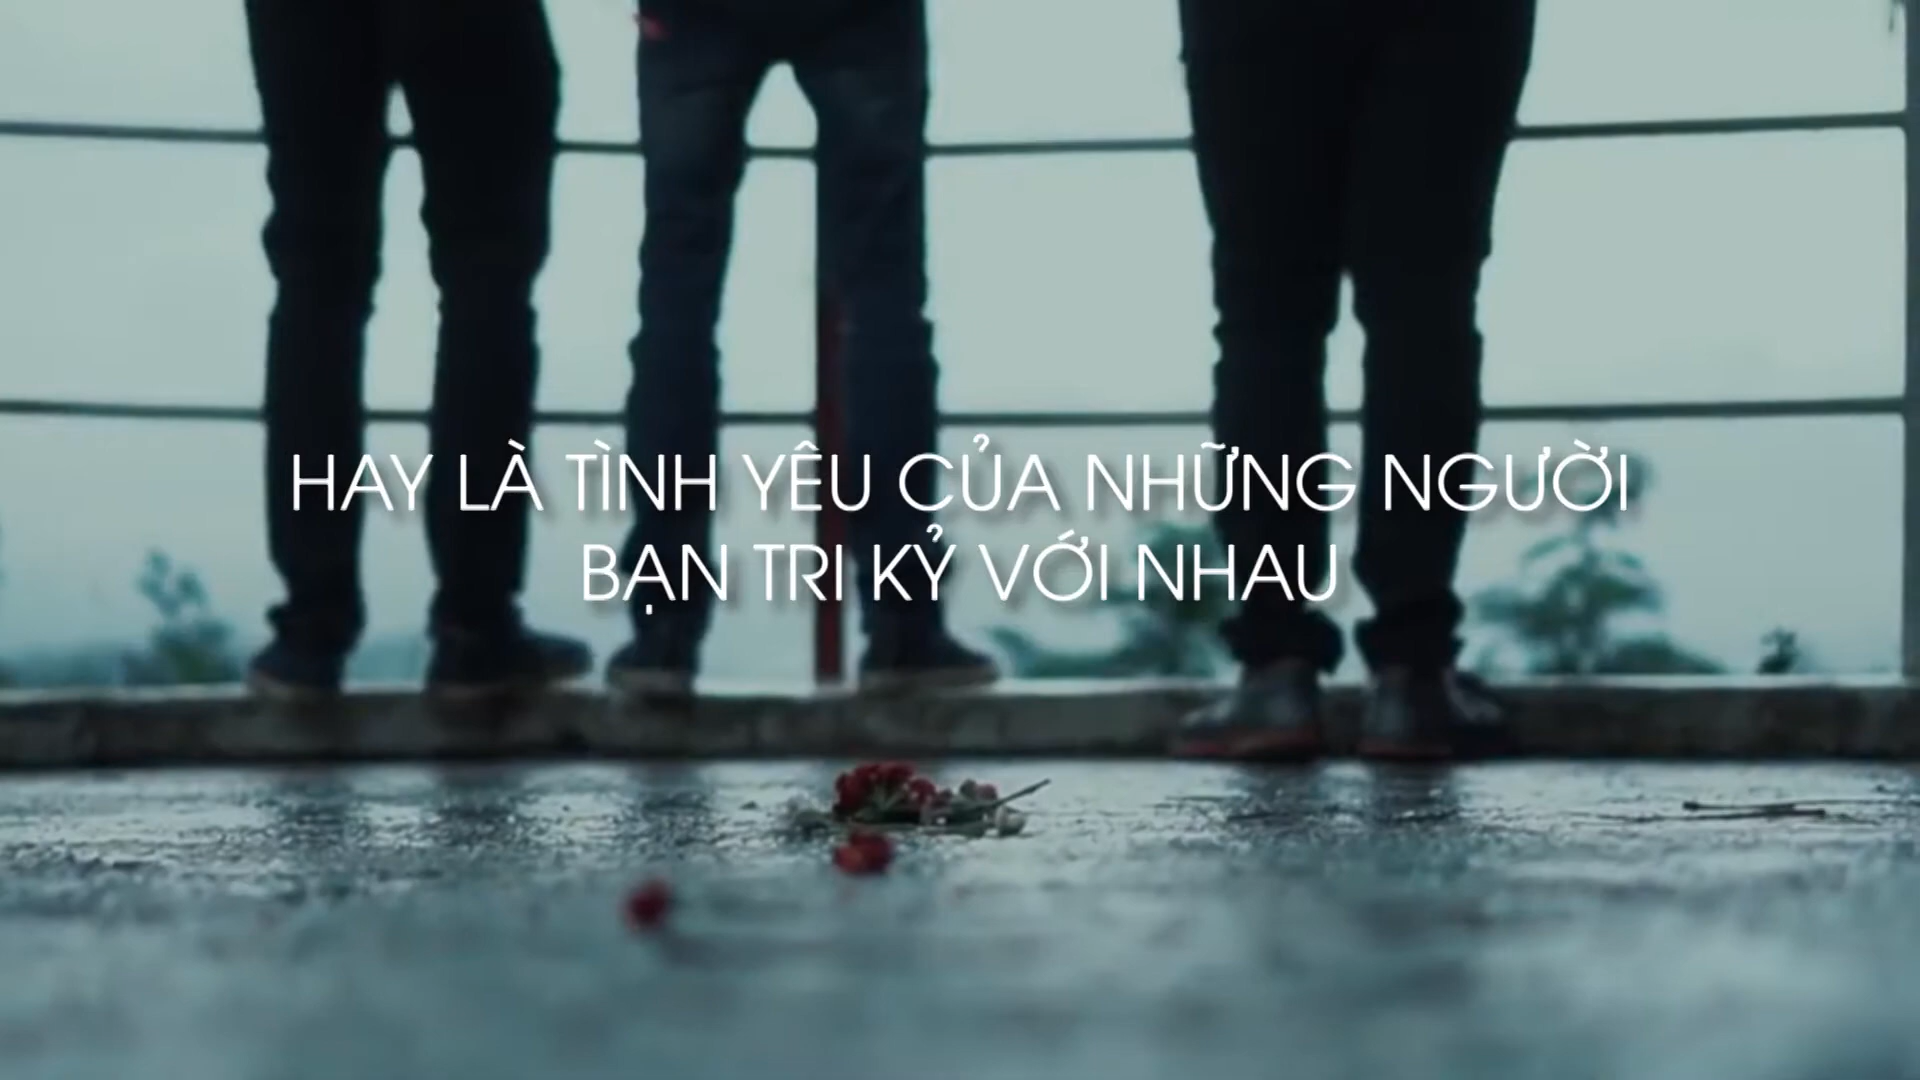 HAY LÀ TÌNH YÊU CỦA NHỮNG NGƯỜI
BẠN TRI KỶ VỚI NHAU